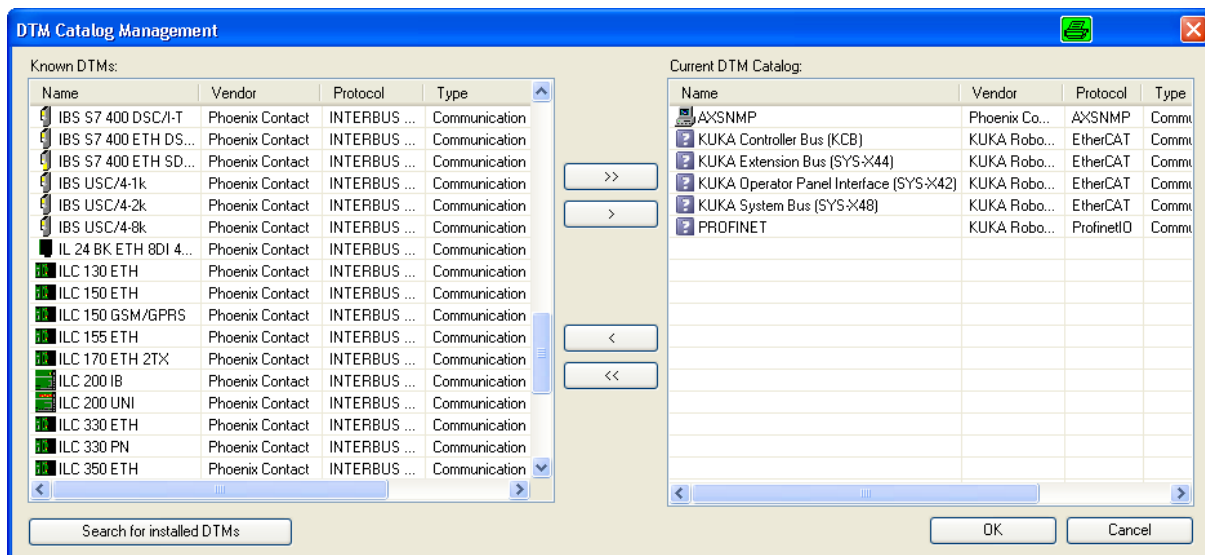 DTM Catalog Management
Known DTMs:
Name Vendor Protocol Type
IBS S7 400 DSC/I-T Phoenix Contact INTERBUS ... Communication
IBS S7 400 ETH DS... Phoenix Contact INTERBUS ... Communication
IBS S7 400 ETH SD... Phoenix Contact INTERBUS ... Communication
IBS USC/4-1k Phoenix Contact INTERBUS ... Communication
IBS USC/4-2k Phoenix Contact INTERBUS ... Communication
IBS USC/4-8k Phoenix Contact INTERBUS ... Communication
IL 24 BK ETH 8DI 4... Phoenix Contact INTERBUS ... Communication
ILC 130 ETH Phoenix Contact INTERBUS ... Communication
ILC 150 ETH Phoenix Contact INTERBUS ... Communication
ILC 150 GSM/GPRS Phoenix Contact INTERBUS ... Communication
ILC 155 ETH Phoenix Contact INTERBUS ... Communication
ILC 170 ETH 2TX Phoenix Contact INTERBUS ... Communication
ILC 200 IB Phoenix Contact INTERBUS ... Communication
ILC 200 UNI Phoenix Contact INTERBUS ... Communication
ILC 330 ETH Phoenix Contact INTERBUS ... Communication
ILC 330 PN Phoenix Contact INTERBUS ... Communication
ILC 350 ETH Phoenix Contact INTERBUS ... Communication
Search for installed DTMs
>>
>
<
<<
Current DTM Catalog:
Name Vendor Protocol Type
AXSNMP Phoenix Co... AXSNMP Commu
KUKA Controller Bus (KCB) KUKA Robo... EtherCAT Commu
KUKA Extension Bus (SYS-X44) KUKA Robo... EtherCAT Commu
KUKA Operator Panel Interface (SYS-X42) KUKA Robo... EtherCAT Commu
KUKA System Bus (SYS-X48) KUKA Robo... EtherCAT Commu
PROFINET KUKA Robo... ProfinetIO Commu
OK Cancel